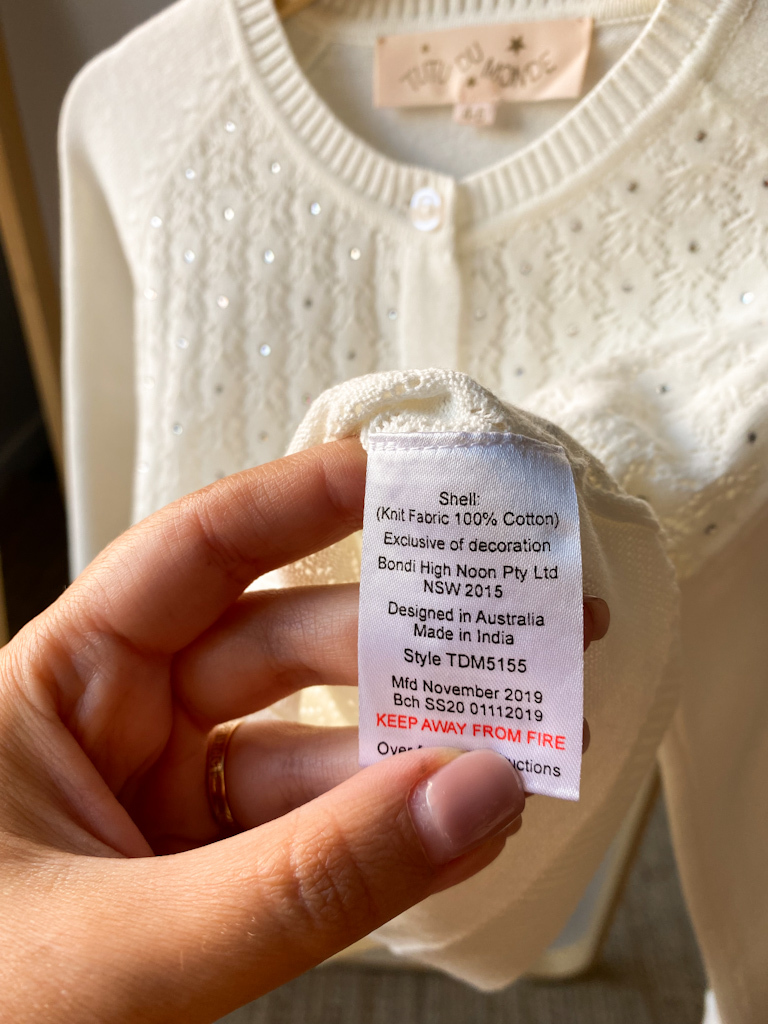 TUTU DU MONDE
Shell:
(Knit Fabric 100% Cotton)
Exclusive of decoration
Bondi High Noon Pty Ltd
NSW 2015
Designed in Australia
Made in India
Style TDM5155
Mfd November 2019
Bch SS20 01112019
KEEP AWAY FROM FIRE
Over